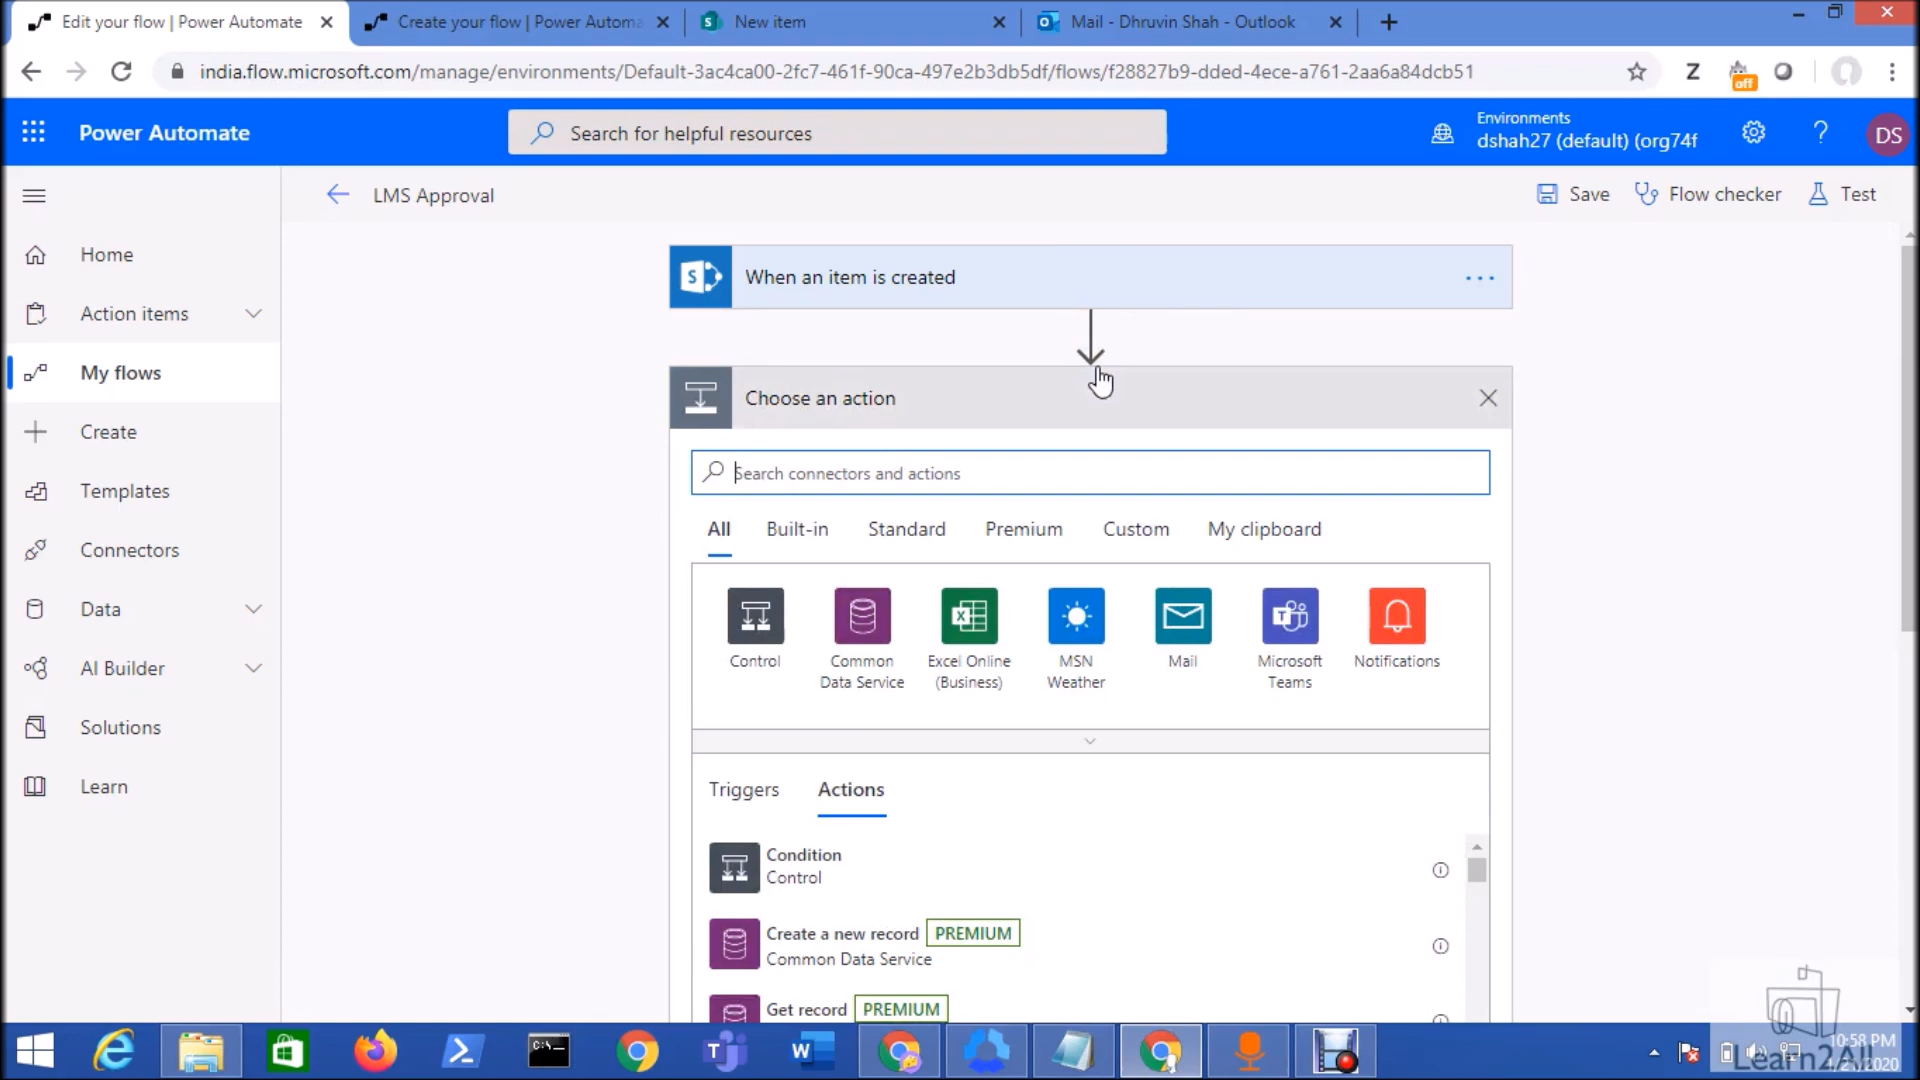 Edit your flow | Power Automate
Create your flow | Power Automa
New item
Mail - Dhruvin Shah - Outlook
india.flow.microsoft.com/manage/environments/Default-3ac4ca00-2fc7-461f-90ca-497e2b3db5df/flows/f28827b9-dded-4ece-a761-2aa6a84dcb51
Z
off
Power Automate
Search for helpful resources
Environments
dshah27 (default) (org74f
?
DS
LMS Approval
Save
Flow checker
Test
Home
Action items
My flows
Create
Templates
Connectors
Data
AI Builder
Solutions
Learn
When an item is created
Choose an action
Search connectors and actions
All
Built-in
Standard
Premium
Custom
My clipboard
Control
Common
Data Service
Excel Online
(Business)
MSN
Weather
Mail
Microsoft
Teams
Notifications
Triggers
Actions
Condition
Control
Create a new record PREMIUM
Common Data Service
Get record PREMIUM
10:58 PM
Learn2All